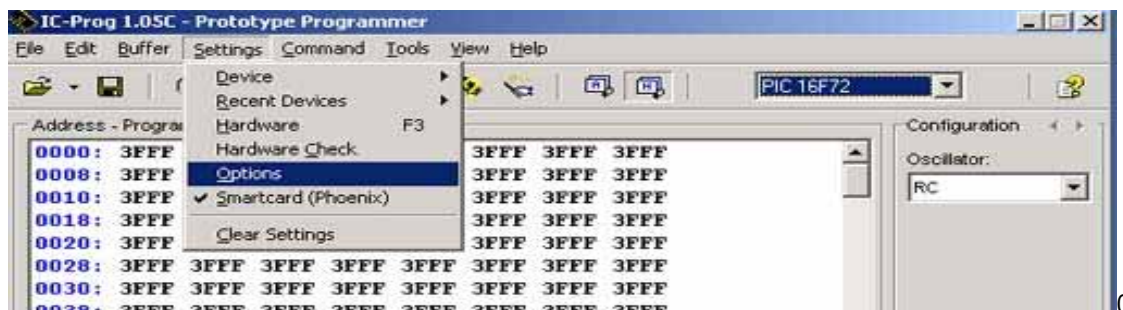 IC-Prog 1.05C - Prototype Programmer
File Edit Buffer Settings Command Tools View Help
PIC 16F72
Device
Recent Devices
Hardware F3
Hardware Check
Options
Smartcard (Phoenix)
Clear Settings
Address - Progra
0000: 3FFF 3FFF 3FFF 3FFF
0008: 3FFF 3FFF 3FFF 3FFF
0010: 3FFF 3FFF 3FFF 3FFF
0018: 3FFF 3FFF 3FFF 3FFF
0020: 3FFF 3FFF 3FFF 3FFF
0028: 3FFF 3FFF 3FFF 3FFF 3FFF 3FFF 3FFF 3FFF
0030: 3FFF 3FFF 3FFF 3FFF 3FFF 3FFF 3FFF 3FFF
Configuration
Oscillator:
RC